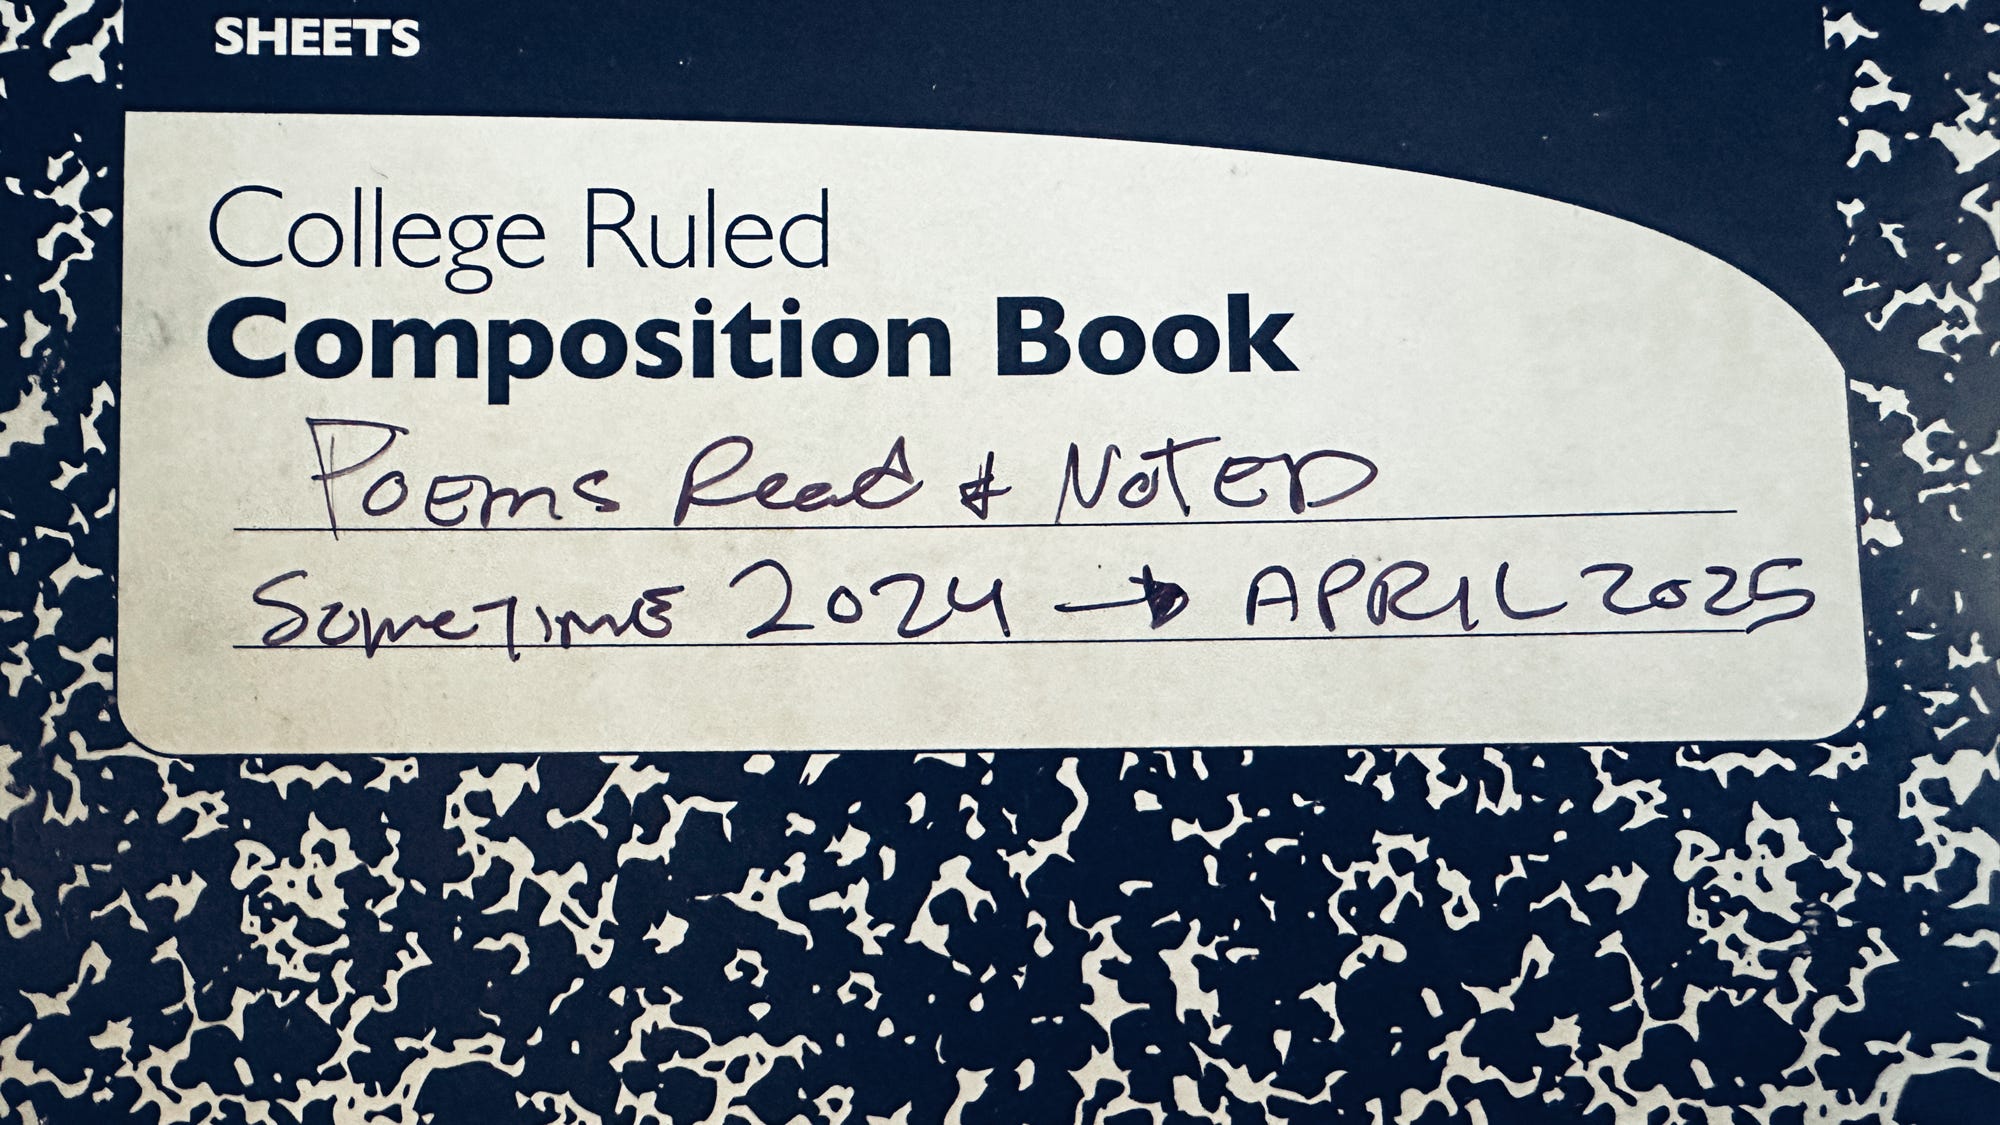 SHEETS
College Ruled
Composition Book
Poems Read & NOTED
SomeTIME 2024 → APRIL 2025